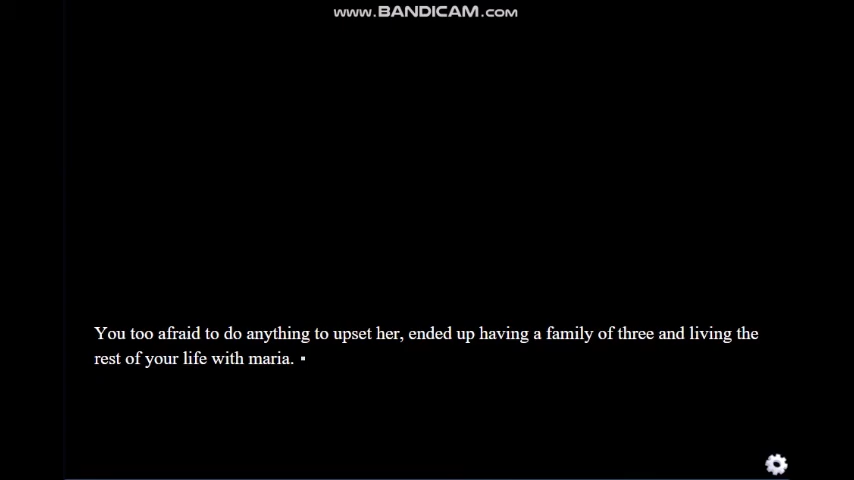 www.BANDICAM.com
You too afraid to do anything to upset her, ended up having a family of three and living the
rest of your life with maria.